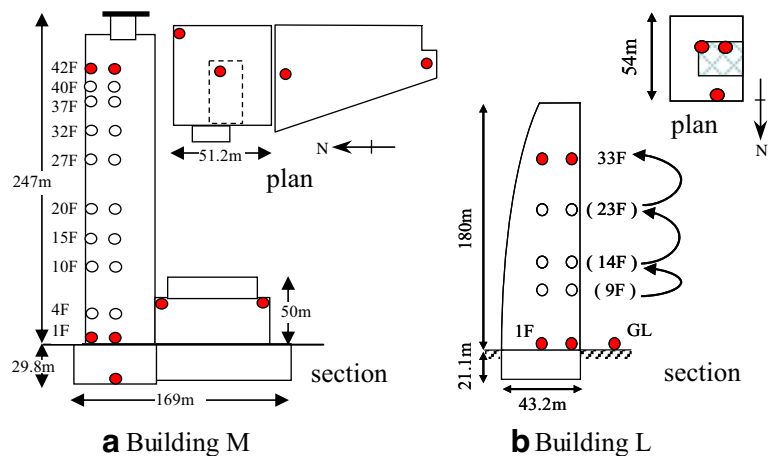 42F
40F
37F
32F
27F
20F
15F
10F
4F
1F
247m
29.8m
169m
50m
section
51.2m
N
plan
a Building M
54m
plan
N
180m
33F
(23F)
(14F)
(9F)
1F
GL
21.1m
43.2m
section
b Building L